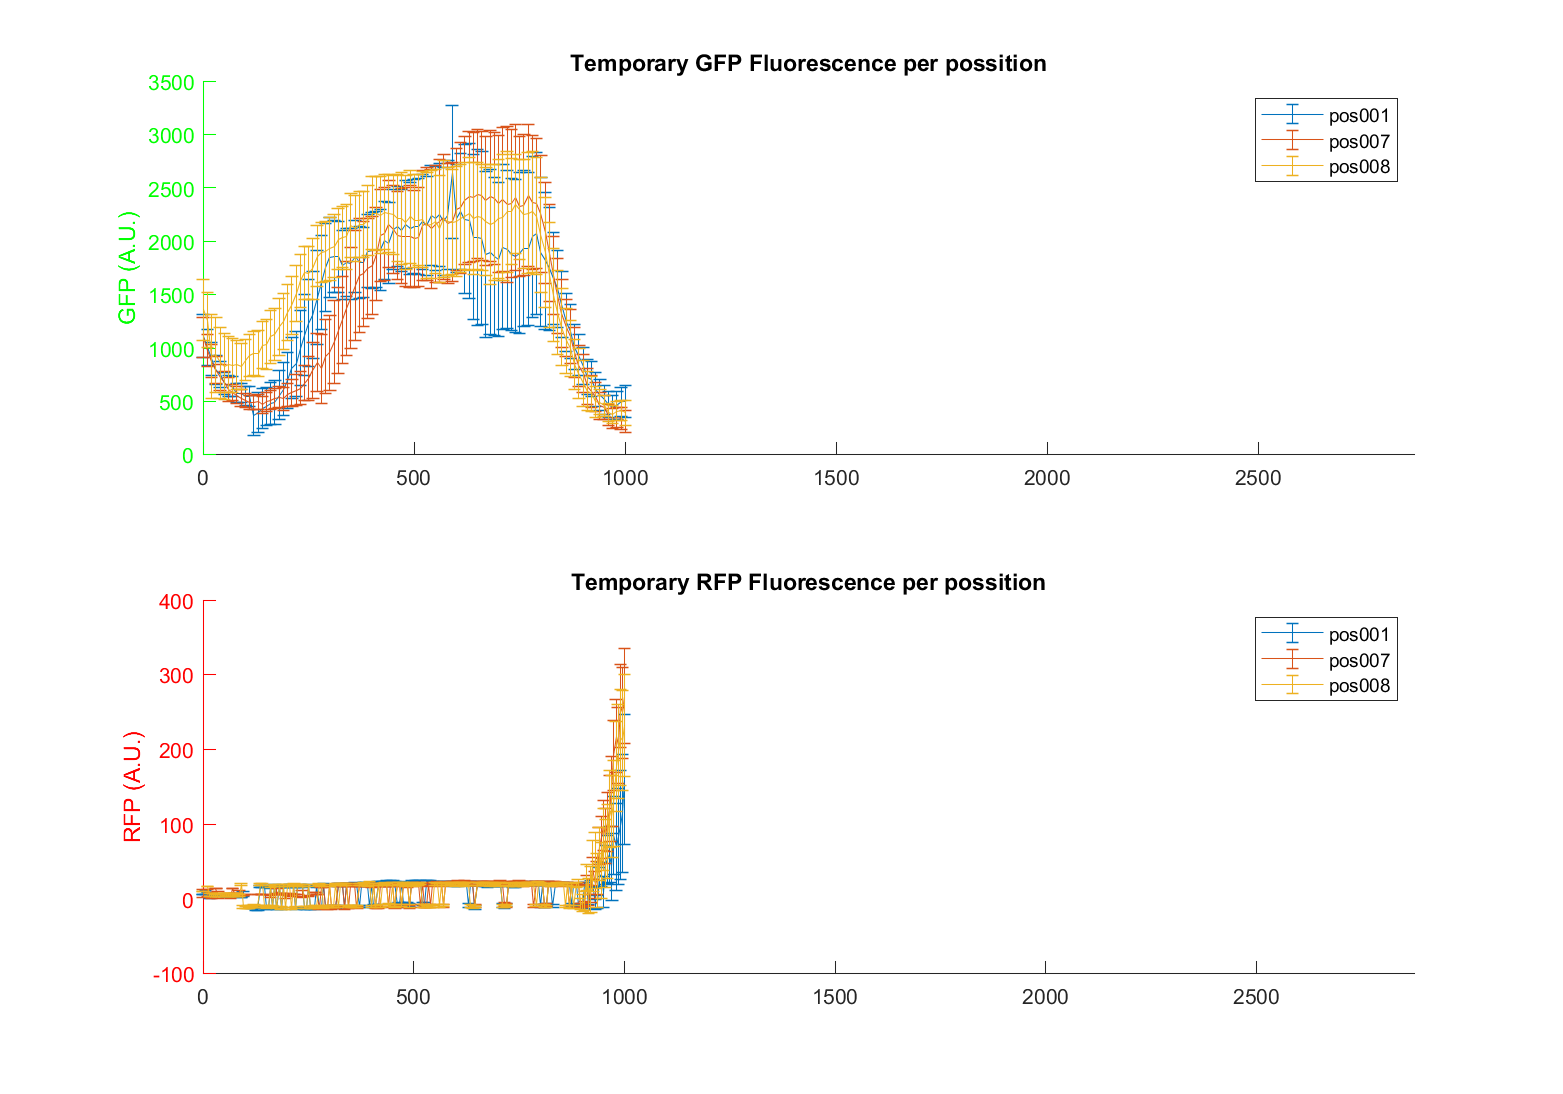 Temporary GFP Fluorescence per possition
3500
3000
2500
2000
1500
1000
500
0
GFP (A.U.)
0 500 1000 1500 2000 2500
pos001
pos007
pos008
Temporary RFP Fluorescence per possition
400
300
200
100
0
-100
RFP (A.U.)
0 500 1000 1500 2000 2500
pos001
pos007
pos008